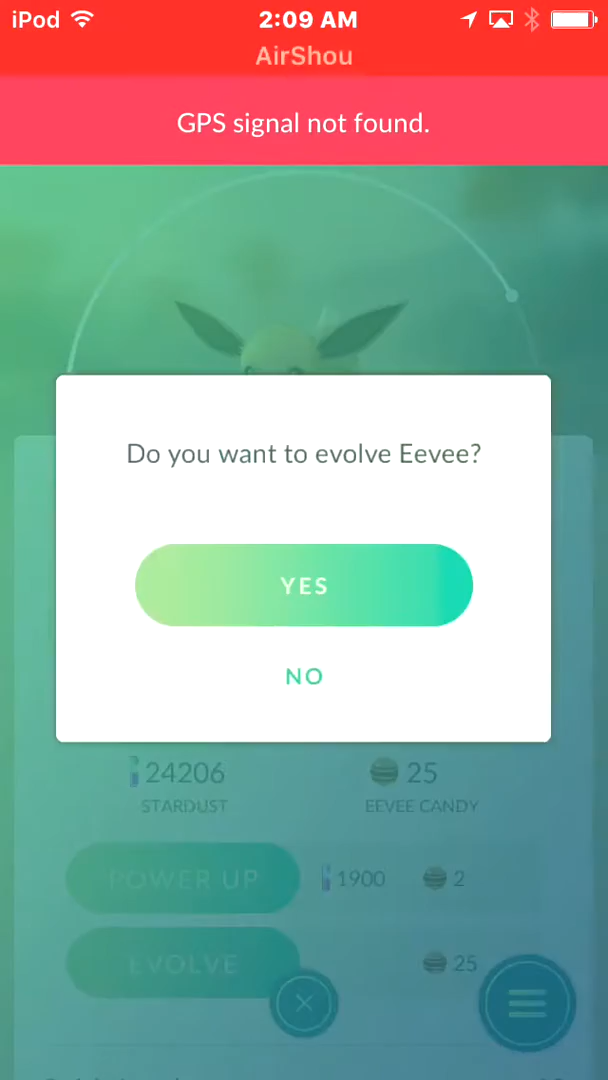 iPod 2:09 AM
AirShou
GPS signal not found.
Do you want to evolve Eevee?
YES
NO
24206 25
STARDUST EEVEE CANDY
POWER UP 1900 2
EVOLVE 25